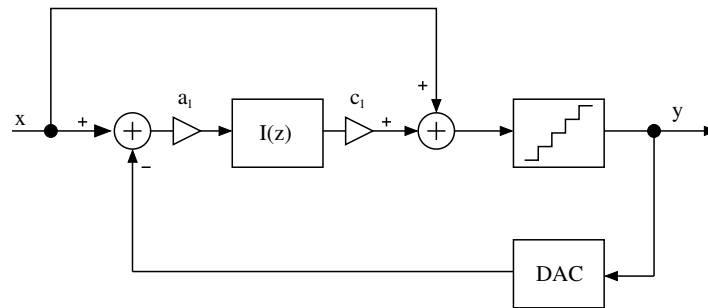 +
a₁
c₁
x
+
+
I(z)
+
+
y
−
DAC